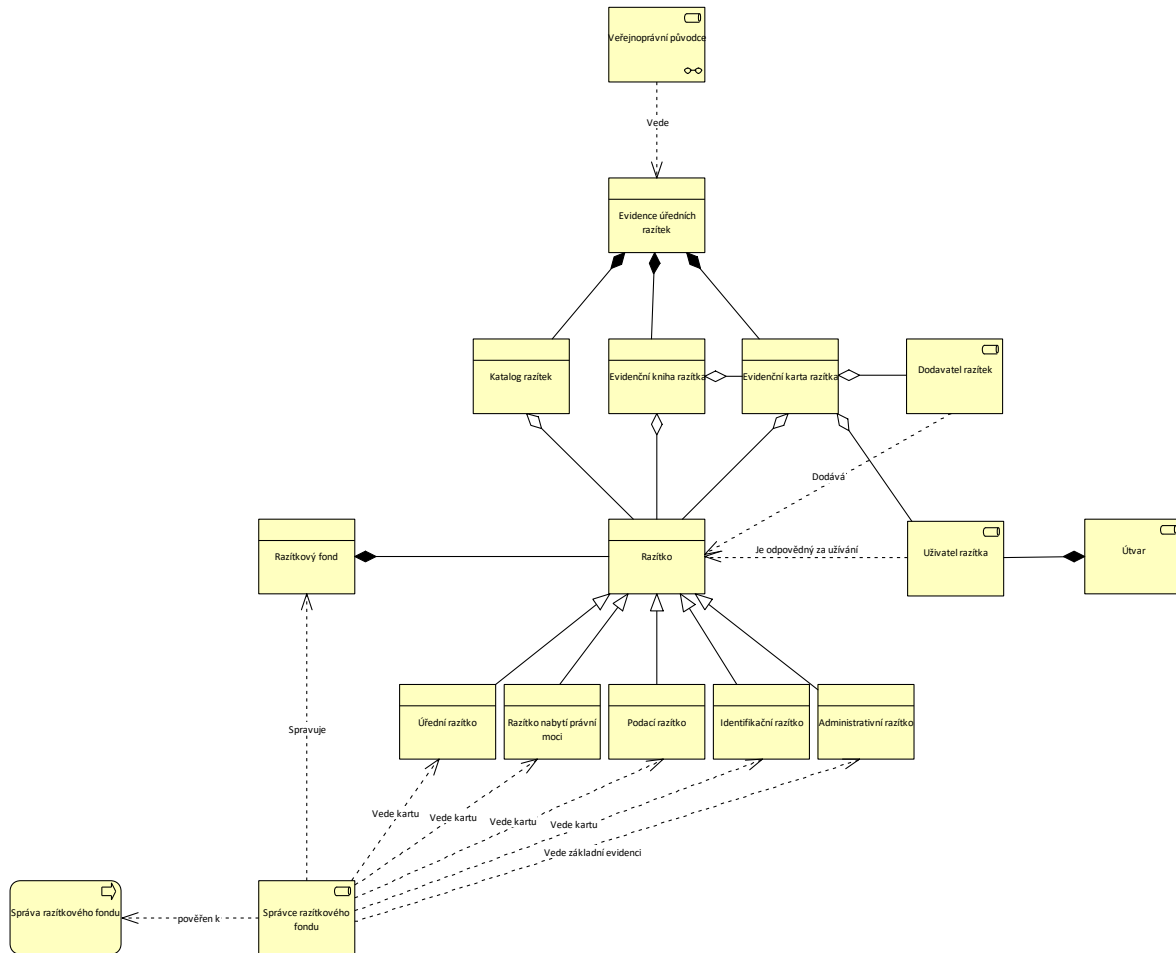 Veřejnoprávní původce
Vede
Evidence úředních
razítek
Katalog razítek
Evidenční kniha razítka
Evidenční karta razítka
Dodavatel razítek
Dodává
Razítkový fond
Razítko
Je odpovědný za užívání
Uživatel razítka
Útvar
Úřední razítko
Razítko nabytí právní
moci
Podací razítko
Identifikační razítko
Administrativní razítko
Spravuje
Vede kartu
Vede kartu
Vede kartu
Vede kartu
Vede základní evidenci
Správa razítkového fondu
pověřen k
Správce razítkového
fondu